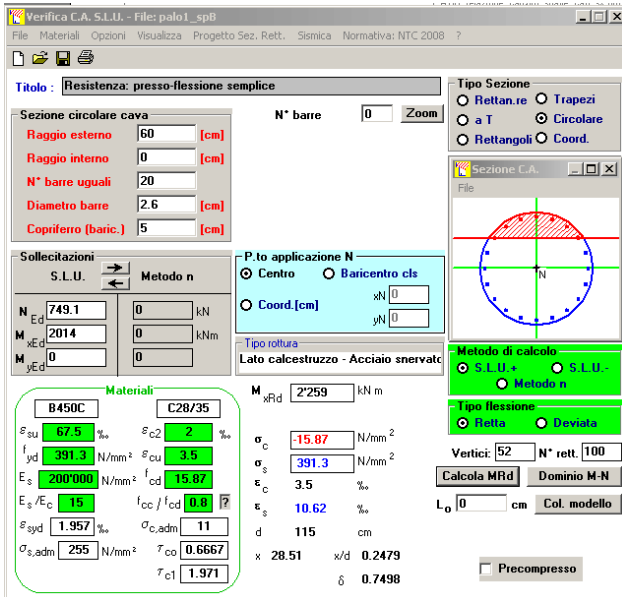 Verifica C.A. S.L.U. - File: palo1_spB
File Materiali Opzioni Visualizza Progetto Sez. Rett. Sismica Normativa: NTC 2008 ?
Titolo : Resistenza: presso-flessione semplice
Sezione circolare cava
Raggio esterno 60 [cm]
Raggio interno 0 [cm]
N* barre uguali 20
Diametro barre 2.6 [cm]
Copriferro (baric.) 5 [cm]
N* barre 0 Zoom
Tipo Sezione
Rettan.re Trapezi
a T Circolare
Rettangoli Coord.
Sezione C.A.
File
N
Sollecitazioni
S.L.U. Metodo n
N Ed 749.1 0 kN
M xEd 2014 0 kNm
M yEd 0 0
P.to applicazione N
Centro Baricentro cls
Coord.[cm] xN 0
yN 0
Tipo rottura
Lato calcestruzzo - Acciaio snervato
Metodo di calcolo
S.L.U.+ S.L.U.-
Metodo n
Tipo flessione
Retta Deviata
Vertici: 52 N* rett. 100
Calcola MRd Dominio M-N
L o 0 cm Col. modello
Precompresso
Materiali
B450C C28/35
ε su 67.5 ‰ ε c2 2 ‰
f yd 391.3 N/mm² ε cu 3.5
E s 200'000 N/mm² f cd 15.87
E s /E c 15 f cc / f cd 0.8 ?
ε syd 1.957 ‰ σ c,adm 11
σ s,adm 255 N/mm² τ co 0.6667
τ c1 1.971
M xRd 2'259 kN m
σ c -15.87 N/mm²
σ s 391.3 N/mm²
ε c 3.5 ‰
ε s 10.62 ‰
d 115 cm
x 28.51 x/d 0.2479
δ 0.7498